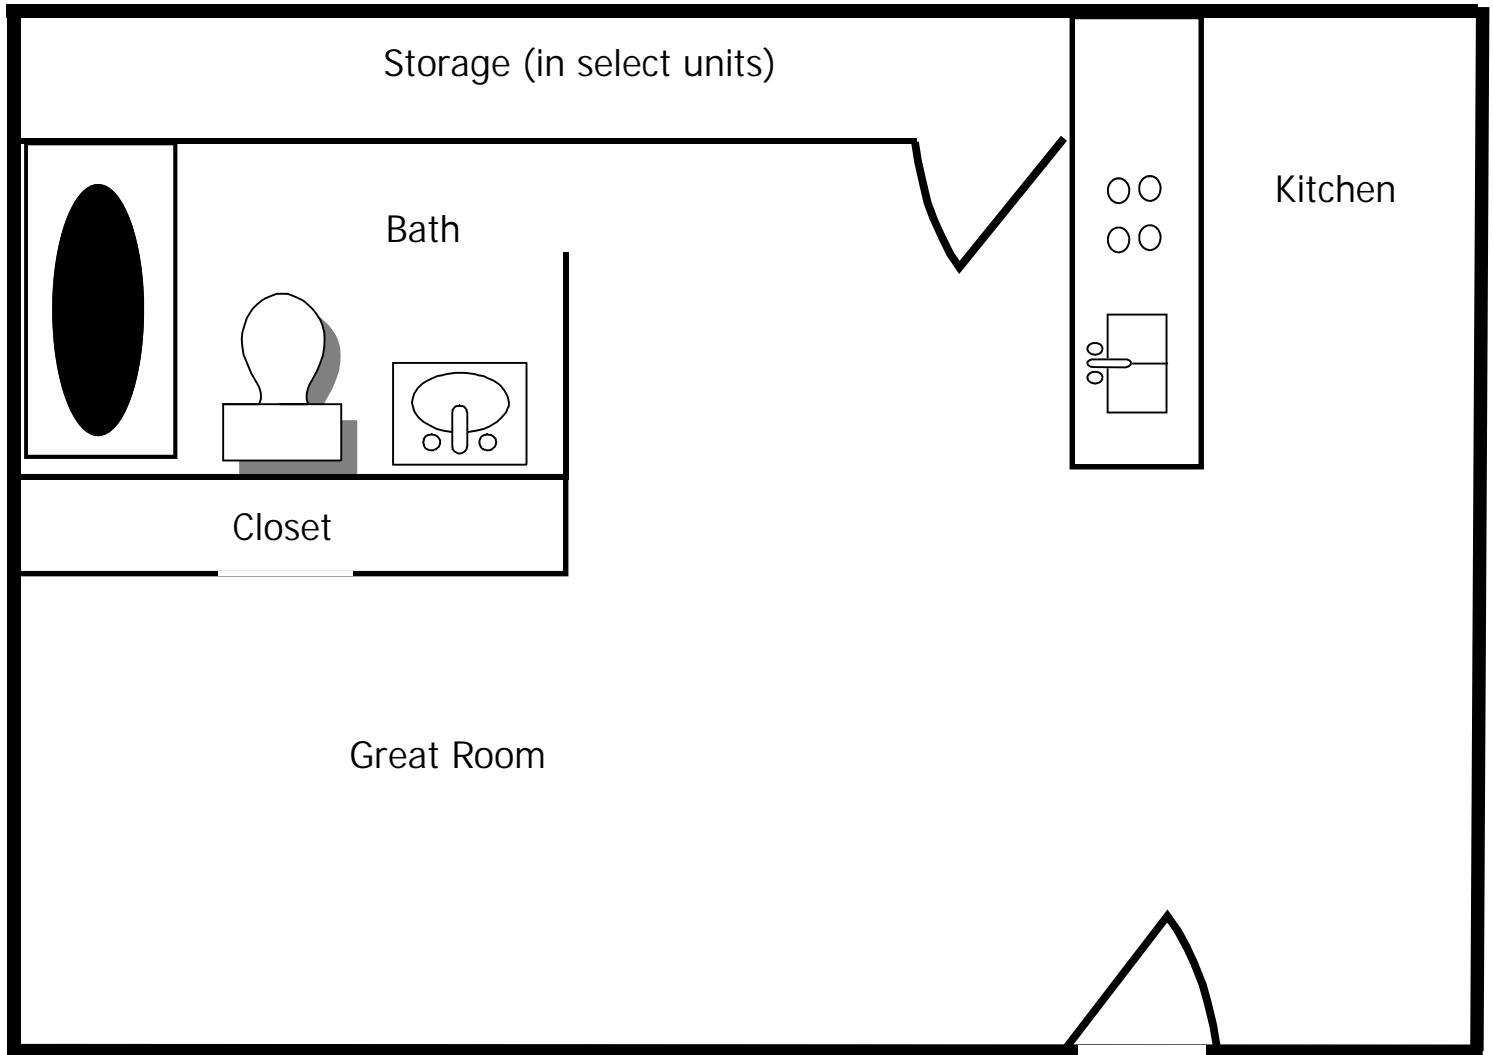 Storage (in select units)
Kitchen
Bath
Closet
Great Room